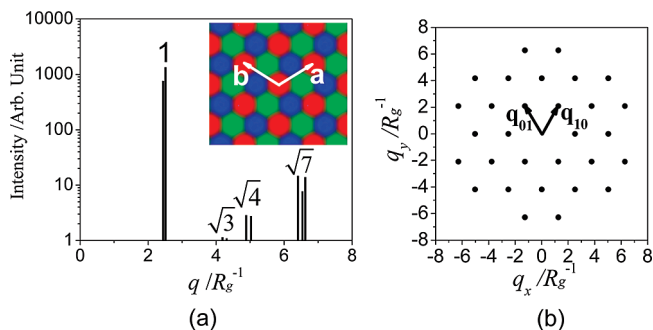 (a)
Intensity /Arb. Unit
10000
1000
100
10
1
0 2 4 6 8
q /Rg⁻¹
1
√3
√4
√7
b a
(b)
q_y /Rg⁻¹
8
6
4
2
0
-2
-4
-6
-8
-8 -6 -4 -2 0 2 4 6 8
q_x /Rg⁻¹
q₀₁ q₁₀
(a) (b)